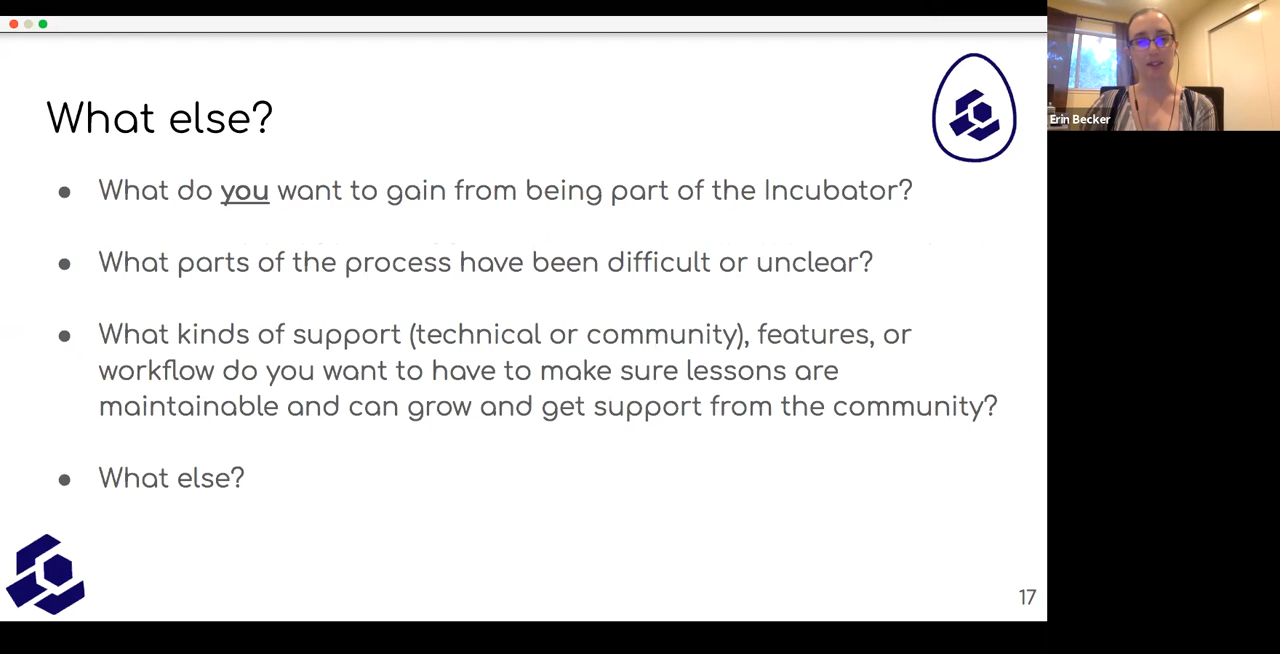 What else?
What do you want to gain from being part of the Incubator?
What parts of the process have been difficult or unclear?
What kinds of support (technical or community), features, or
workflow do you want to have to make sure lessons are
maintainable and can grow and get support from the community?
What else?
17
Erin Becker